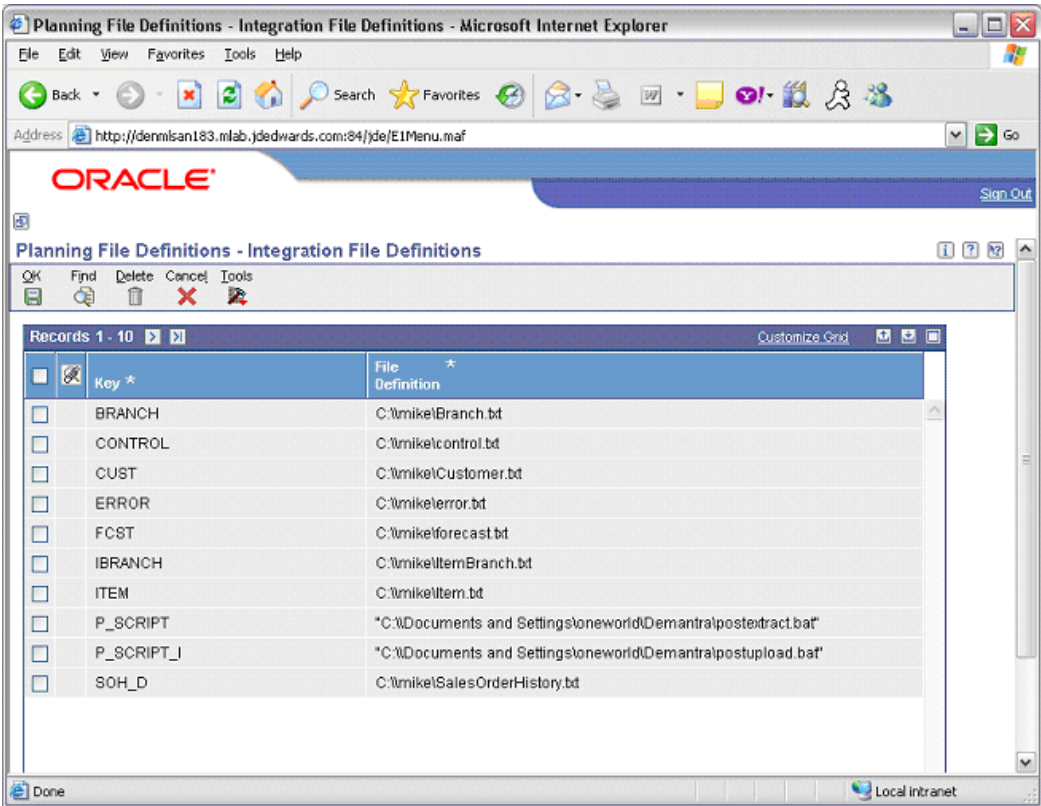 Planning File Definitions - Integration File Definitions - Microsoft Internet Explorer
File Edit View Favorites Tools Help
Back Search Favorites
Address http://denmlsan183.mlab.jdedwards.com:84/jde/E1Menu.maf Go
ORACLE
Sign Out
Planning File Definitions - Integration File Definitions
OK Find Delete Cancel Tools
Records 1 - 10 Customize Grid
Key * File * Definition
BRANCH C:\\mike\Branch.txt
CONTROL C:\\mike\control.txt
CUST C:\\mike\Customer.txt
ERROR C:\\mike\error.txt
FCST C:\\mike\forecast.txt
IBRANCH C:\\mike\ItemBranch.txt
ITEM C:\\mike\Item.txt
P_SCRIPT "C:\\Documents and Settings\oneworld\Demantra\postextract.bat"
P_SCRIPT_I "C:\\Documents and Settings\oneworld\Demantra\postupload.bat"
SOH_D C:\\mike\SalesOrderHistory.txt
Done Local intranet